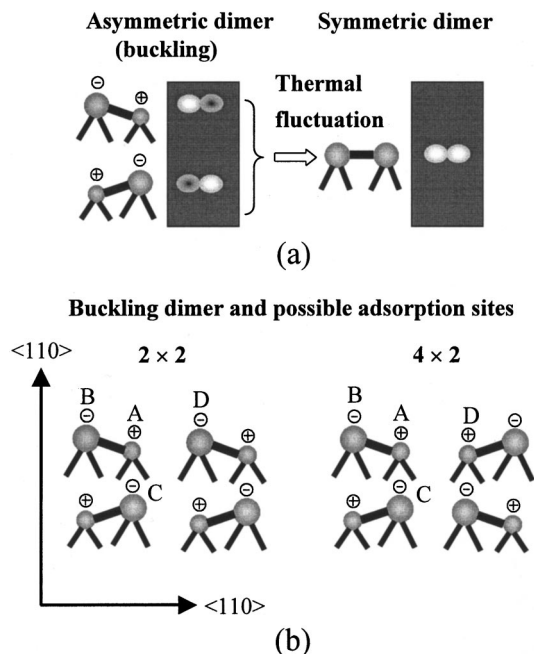 Asymmetric dimer Symmetric dimer
(buckling)
⊖
⊕
Thermal
fluctuation
⊖
⊕
(a)
Buckling dimer and possible adsorption sites
<110>
2 × 2 4 × 2
B A D B A D
⊖ ⊕ ⊖ ⊕ ⊖ ⊕ ⊕ ⊖
⊕ ⊖ C ⊕ ⊖ ⊕ ⊖ C ⊖ ⊕
<110>
(b)